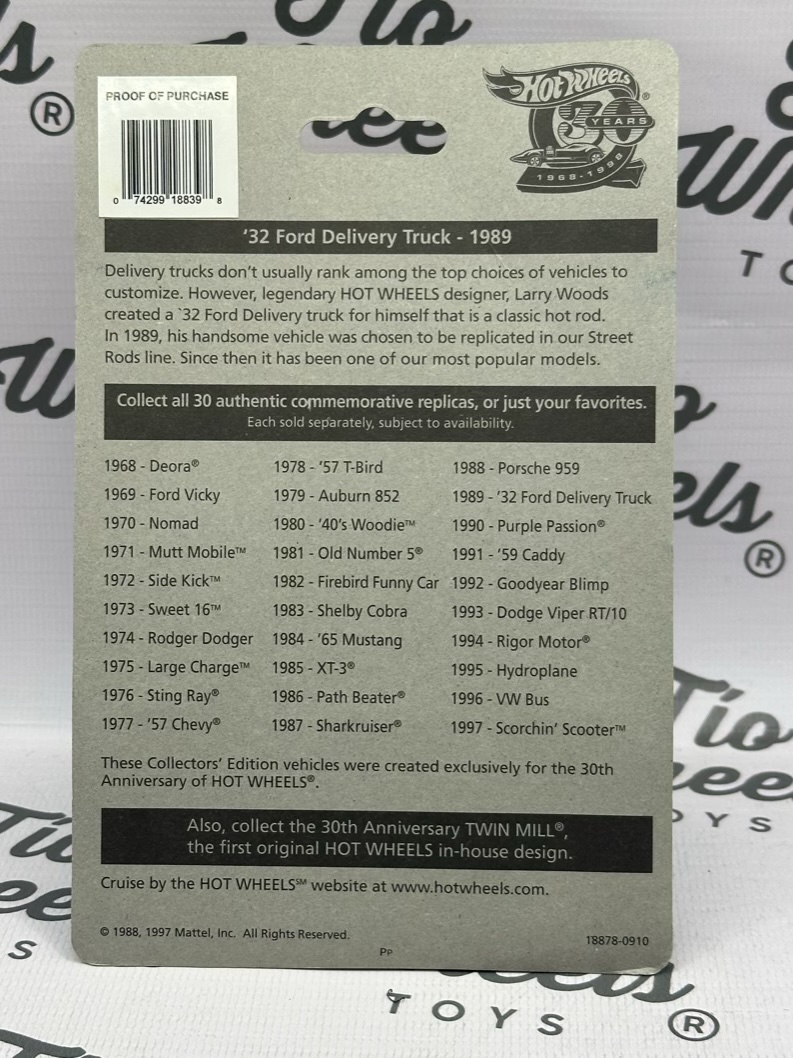 PROOF OF PURCHASE
0 74299 18839 8
HOT WHEELS®
30 YEARS
1968-1998
'32 Ford Delivery Truck - 1989
Delivery trucks don't usually rank among the top choices of vehicles to
customize. However, legendary HOT WHEELS designer, Larry Woods
created a `32 Ford Delivery truck for himself that is a classic hot rod.
In 1989, his handsome vehicle was chosen to be replicated in our Street
Rods line. Since then it has been one of our most popular models.
Collect all 30 authentic commemorative replicas, or just your favorites.
Each sold separately, subject to availability.
1968 - Deora®
1969 - Ford Vicky
1970 - Nomad
1971 - Mutt Mobile™
1972 - Side Kick™
1973 - Sweet 16™
1974 - Rodger Dodger
1975 - Large Charge™
1976 - Sting Ray®
1977 - '57 Chevy®
1978 - '57 T-Bird
1979 - Auburn 852
1980 - '40's Woodie™
1981 - Old Number 5®
1982 - Firebird Funny Car
1983 - Shelby Cobra
1984 - '65 Mustang
1985 - XT-3®
1986 - Path Beater®
1987 - Sharkruiser®
1988 - Porsche 959
1989 - '32 Ford Delivery Truck
1990 - Purple Passion®
1991 - '59 Caddy
1992 - Goodyear Blimp
1993 - Dodge Viper RT/10
1994 - Rigor Motor®
1995 - Hydroplane
1996 - VW Bus
1997 - Scorchin' Scooter™
These Collectors' Edition vehicles were created exclusively for the 30th
Anniversary of HOT WHEELS®.
Also, collect the 30th Anniversary TWIN MILL®,
the first original HOT WHEELS in-house design.
Cruise by the HOT WHEELS℠ website at www.hotwheels.com.
© 1988, 1997 Mattel, Inc. All Rights Reserved.
18878-0910
Pp
Tio
TOYS ®